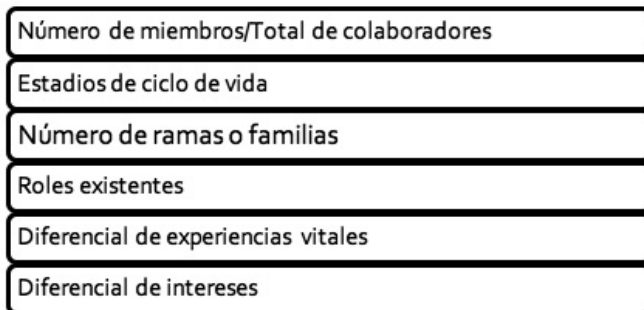 Número de miembros/Total de colaboradores
Estadios de ciclo de vida
Número de ramas o familias
Roles existentes
Diferencial de experiencias vitales
Diferencial de intereses